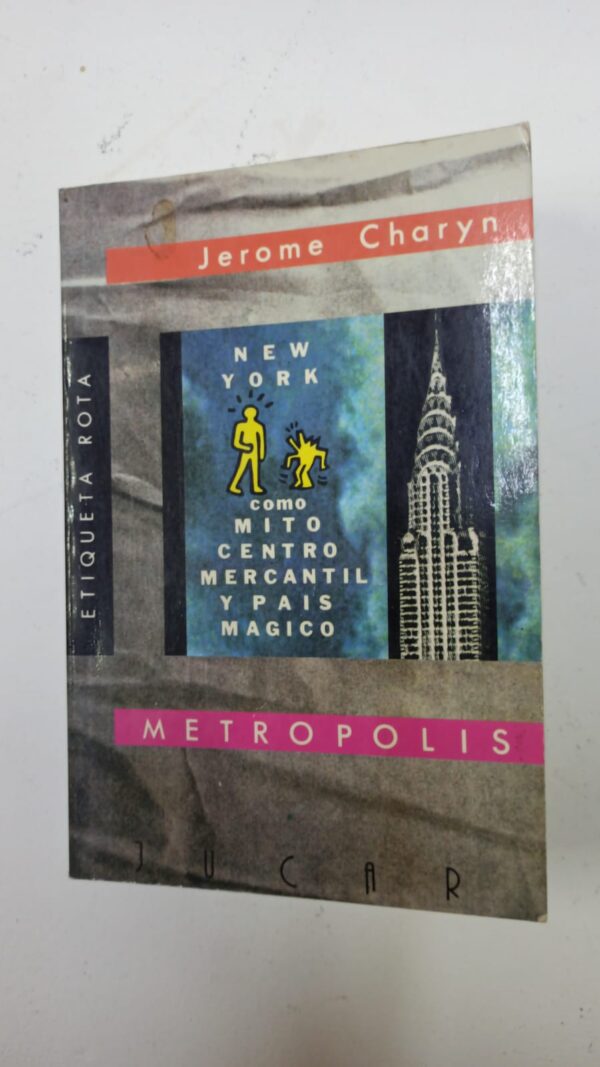 Jerome Charyn
ETIQUETA ROTA
NEW
YORK
como
MITO
CENTRO
MERCANTIL
Y PAIS
MAGICO
METROPOLIS
JUCAR